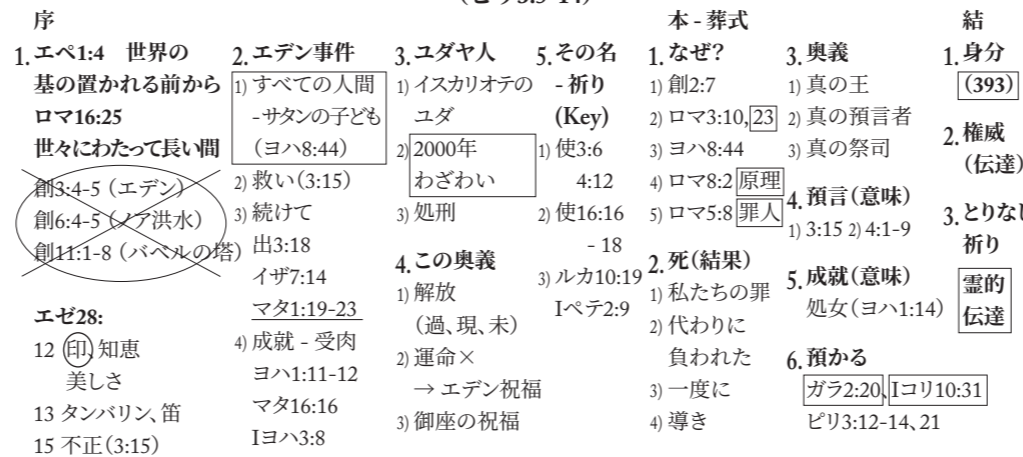 序
1. エペ1:4 世界の
基の置かれる前から
ロマ16:25
世々にわたって長い間
創3:4-5（エデン）
創6:4-5（ノア洪水）
創11:1-8（バベルの塔）
エゼ28:
12 印、知恵
美しさ
13 タンバリン、笛
15 不正（3:15）
2. エデン事件
1) すべての人間
-サタンの子ども
（ヨハ8:44）
2) 救い（3:15）
3) 続けて
出3:18
イザ7:14
マタ1:19-23
4) 成就 - 受肉
ヨハ1:11-12
マタ16:16
Iヨハ3:8
3. ユダヤ人
1) イスカリオテの
ユダ
2) 2000年
わざわい
3) 処刑
4. この奥義
1) 解放
（過、現、未）
2) 運命×
→ エデン祝福
3) 御座の祝福
5. その名
- 祈り
(Key)
1) 使3:6
4:12
2) 使16:16
- 18
3) ルカ10:19
Iペテ2:9
本 - 葬式
1. なぜ？
1) 創2:7
2) ロマ3:10, 23
3) ヨハ8:44
4) ロマ8:2 原理
5) ロマ5:8 罪人
2. 死（結果）
1) 私たちの罪
2) 代わりに
負われた
3) 一度に
4) 導き
3. 奥義
1) 真の王
2) 真の預言者
3) 真の祭司
4. 預言（意味）
1) 3:15 2) 4:1-9
5. 成就（意味）
処女（ヨハ1:14）
6. 預かる
ガラ2:20、Iコリ10:31
ピリ3:12-14、21
結
1. 身分
（393）
2. 権威
（伝達）
3. とりなし
祈り
霊的
伝達